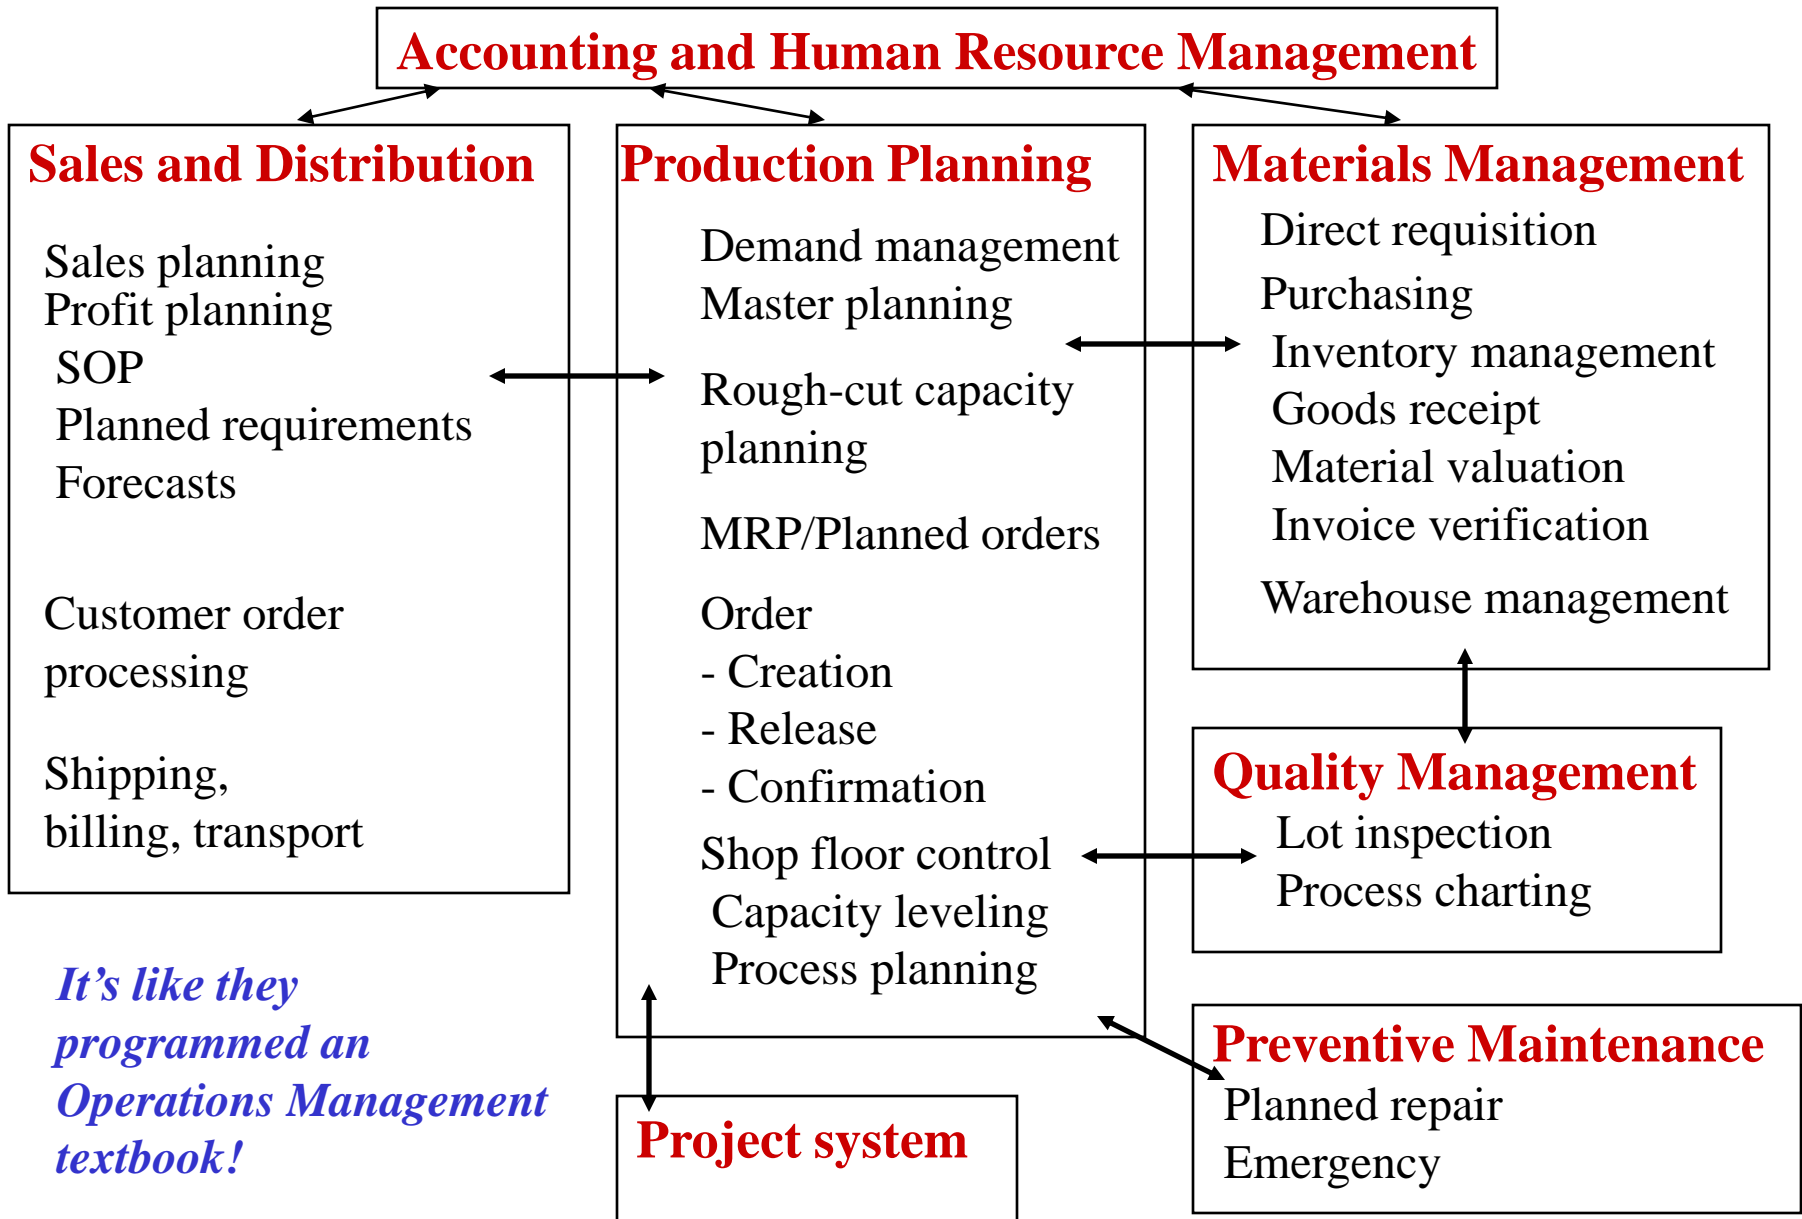 Accounting and Human Resource Management
Sales and Distribution
Sales planning
Profit planning
SOP
Planned requirements
Forecasts
Customer order
processing
Shipping,
billing, transport
Production Planning
Demand management
Master planning
Rough-cut capacity
planning
MRP/Planned orders
Order
- Creation
- Release
- Confirmation
Shop floor control
Capacity leveling
Process planning
Materials Management
Direct requisition
Purchasing
Inventory management
Goods receipt
Material valuation
Invoice verification
Warehouse management
Quality Management
Lot inspection
Process charting
Preventive Maintenance
Planned repair
Emergency
Project system
It’s like they
programmed an
Operations Management
textbook!